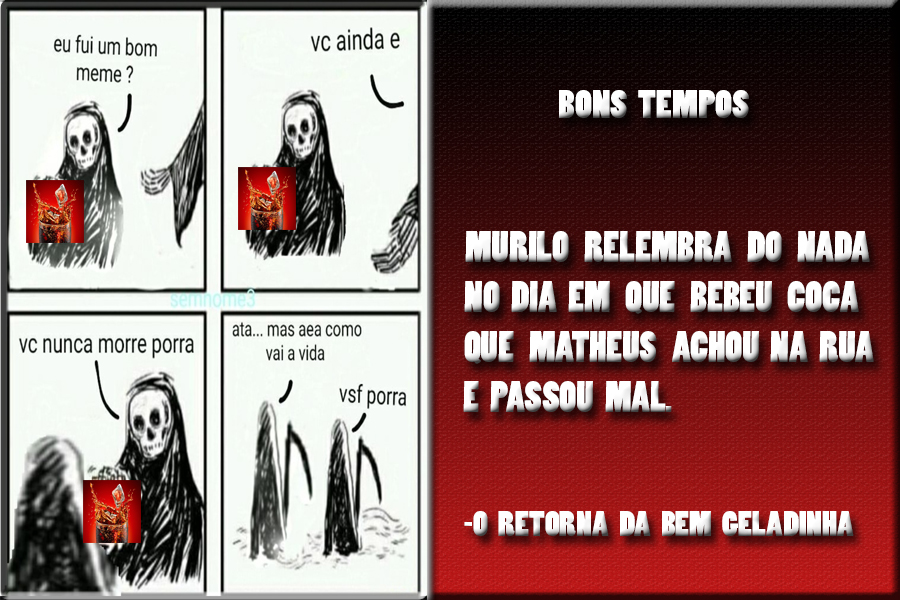 eu fui um bom
meme ?
vc ainda e
semnome3
vc nunca morre porra
ata... mas aea como
vai a vida
vsf porra
BONS TEMPOS
MURILO RELEMBRA DO NADA
NO DIA EM QUE BEBEU COCA
QUE MATHEUS ACHOU NA RUA
E PASSOU MAL.
-O RETORNA DA BEM GELADINHA